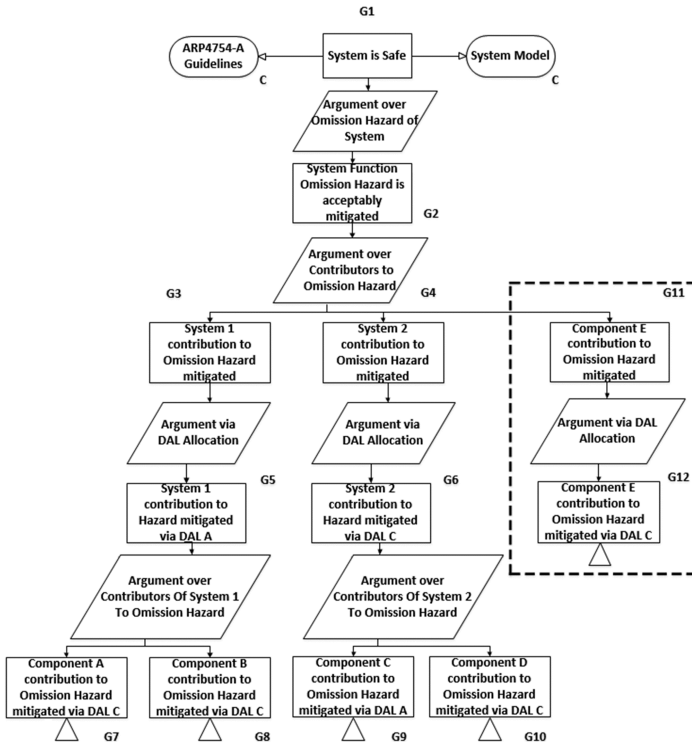 G1
ARP4754-A
Guidelines
C
System is Safe
System Model
C
Argument over
Omission Hazard of
System
System Function
Omission Hazard is
acceptably
mitigated
G2
Argument over
Contributors to
Omission Hazard
G3
G4
G11
System 1
contribution to
Omission Hazard
mitigated
System 2
contribution to
Omission Hazard
mitigated
Component E
contribution to
Omission Hazard
mitigated
Argument via
DAL Allocation
Argument via
DAL Allocation
Argument via DAL
Allocation
G5
G6
G12
System 1
contribution to
Hazard mitigated
via DAL A
System 2
contribution to
Hazard mitigated
via DAL C
Component E
contribution to
Omission Hazard
mitigated via DAL C
Argument over
Contributors Of System 1
To Omission Hazard
Argument over
Contributors Of System 2
To Omission Hazard
Component A
contribution to
Omission Hazard
mitigated via DAL C
G7
Component B
contribution to
Omission Hazard
mitigated via DAL C
G8
Component C
contribution to
Omission Hazard
mitigated via DAL A
G9
Component D
contribution to
Omission Hazard
mitigated via DAL C
G10